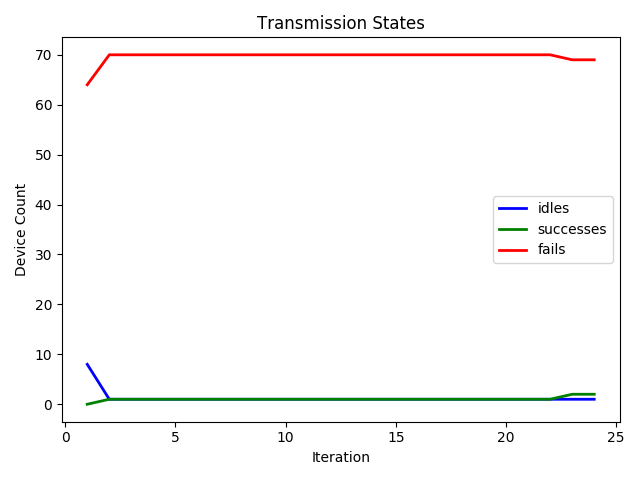 Transmission States
Device Count
70
60
50
40
30
20
10
0
idles
successes
fails
0 5 10 15 20 25
Iteration